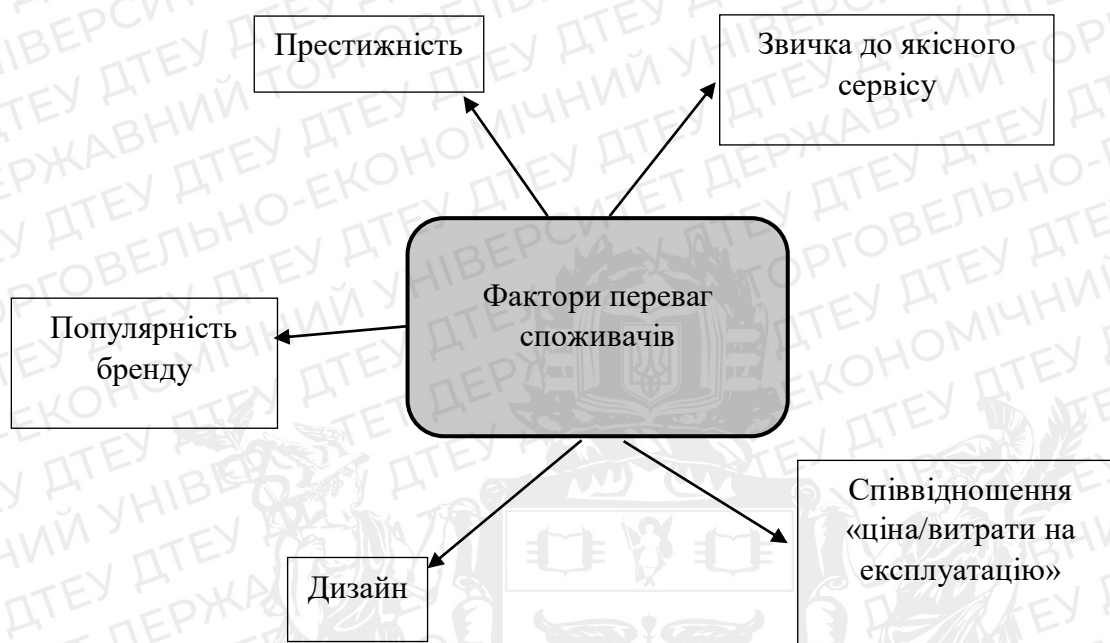 Престижність
Звичка до якісного
сервісу
Фактори переваг
споживачів
Популярність
бренду
Співвідношення
«ціна/витрати на
експлуатацію»
Дизайн